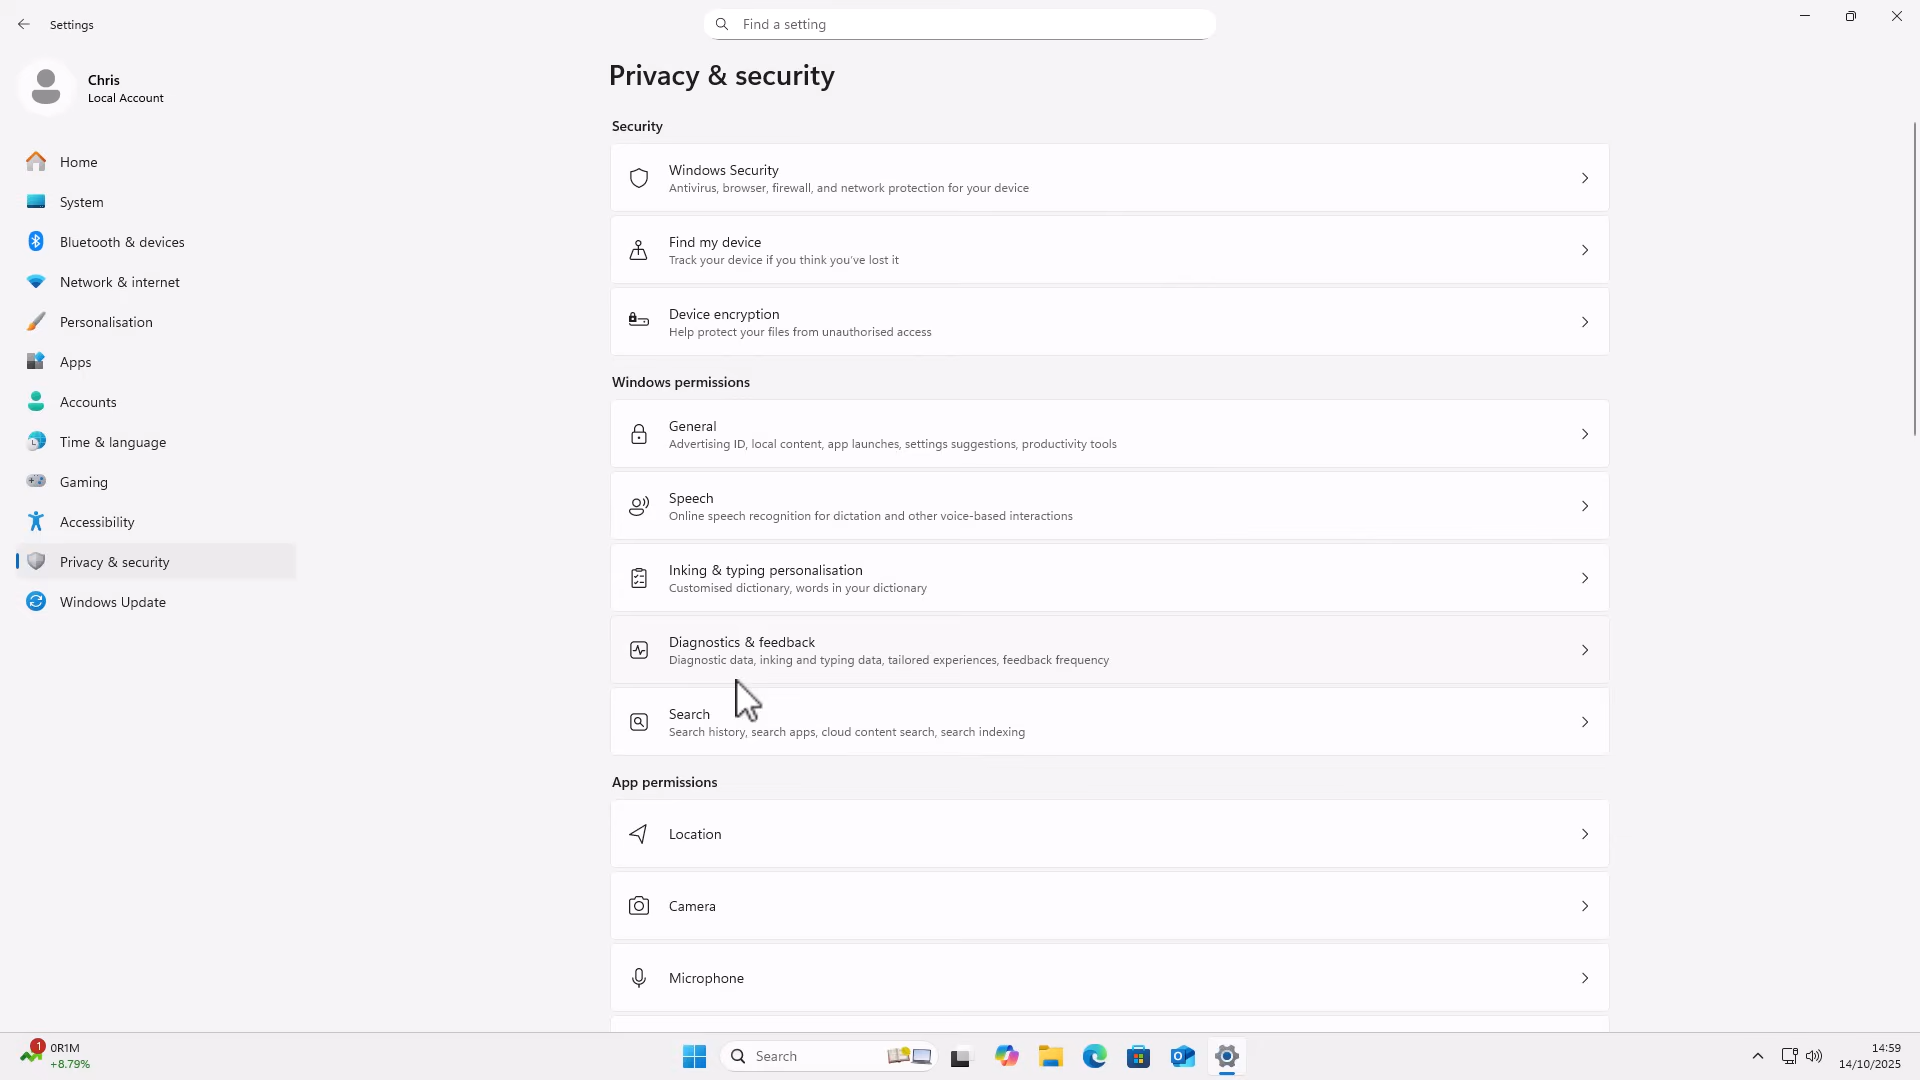 Settings
Find a setting
Chris
Local Account
Home
System
Bluetooth & devices
Network & internet
Personalisation
Apps
Accounts
Time & language
Gaming
Accessibility
Privacy & security
Windows Update
Privacy & security
Security
Windows Security
Antivirus, browser, firewall, and network protection for your device
Find my device
Track your device if you think you've lost it
Device encryption
Help protect your files from unauthorised access
Windows permissions
General
Advertising ID, local content, app launches, settings suggestions, productivity tools
Speech
Online speech recognition for dictation and other voice-based interactions
Inking & typing personalisation
Customised dictionary, words in your dictionary
Diagnostics & feedback
Diagnostic data, inking and typing data, tailored experiences, feedback frequency
Search
Search history, search apps, cloud content search, search indexing
App permissions
Location
Camera
Microphone
1
0R1M
+8.79%
Search
14:59
14/10/2025